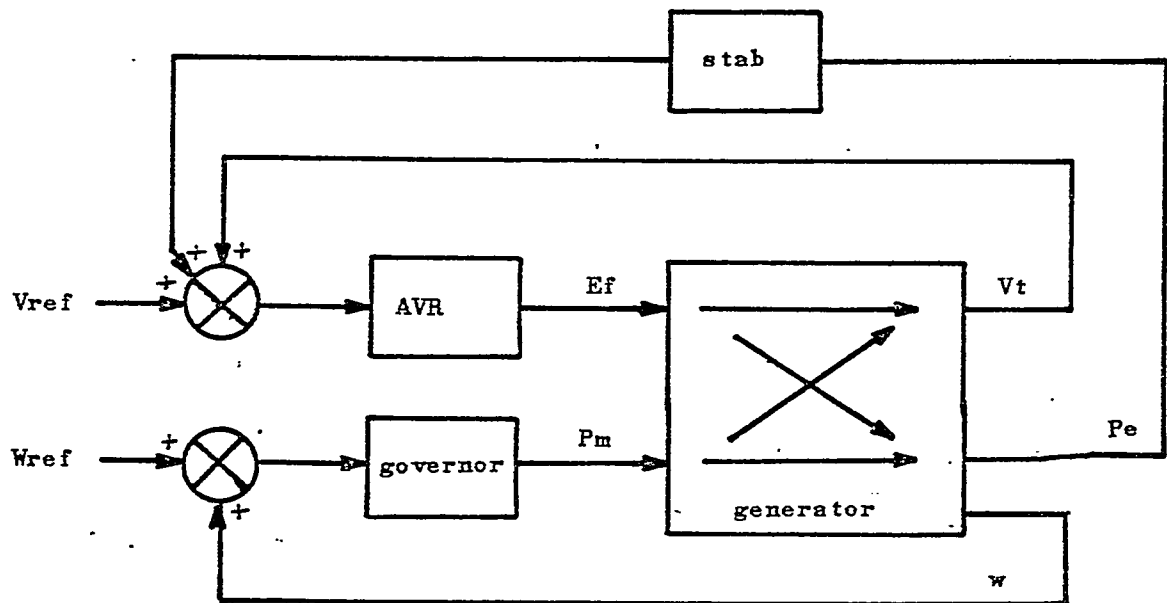 stab
+
+
+
Vref
AVR
Ef
Vt
Wref
+
+
governor
Pm
Pe
generator
w